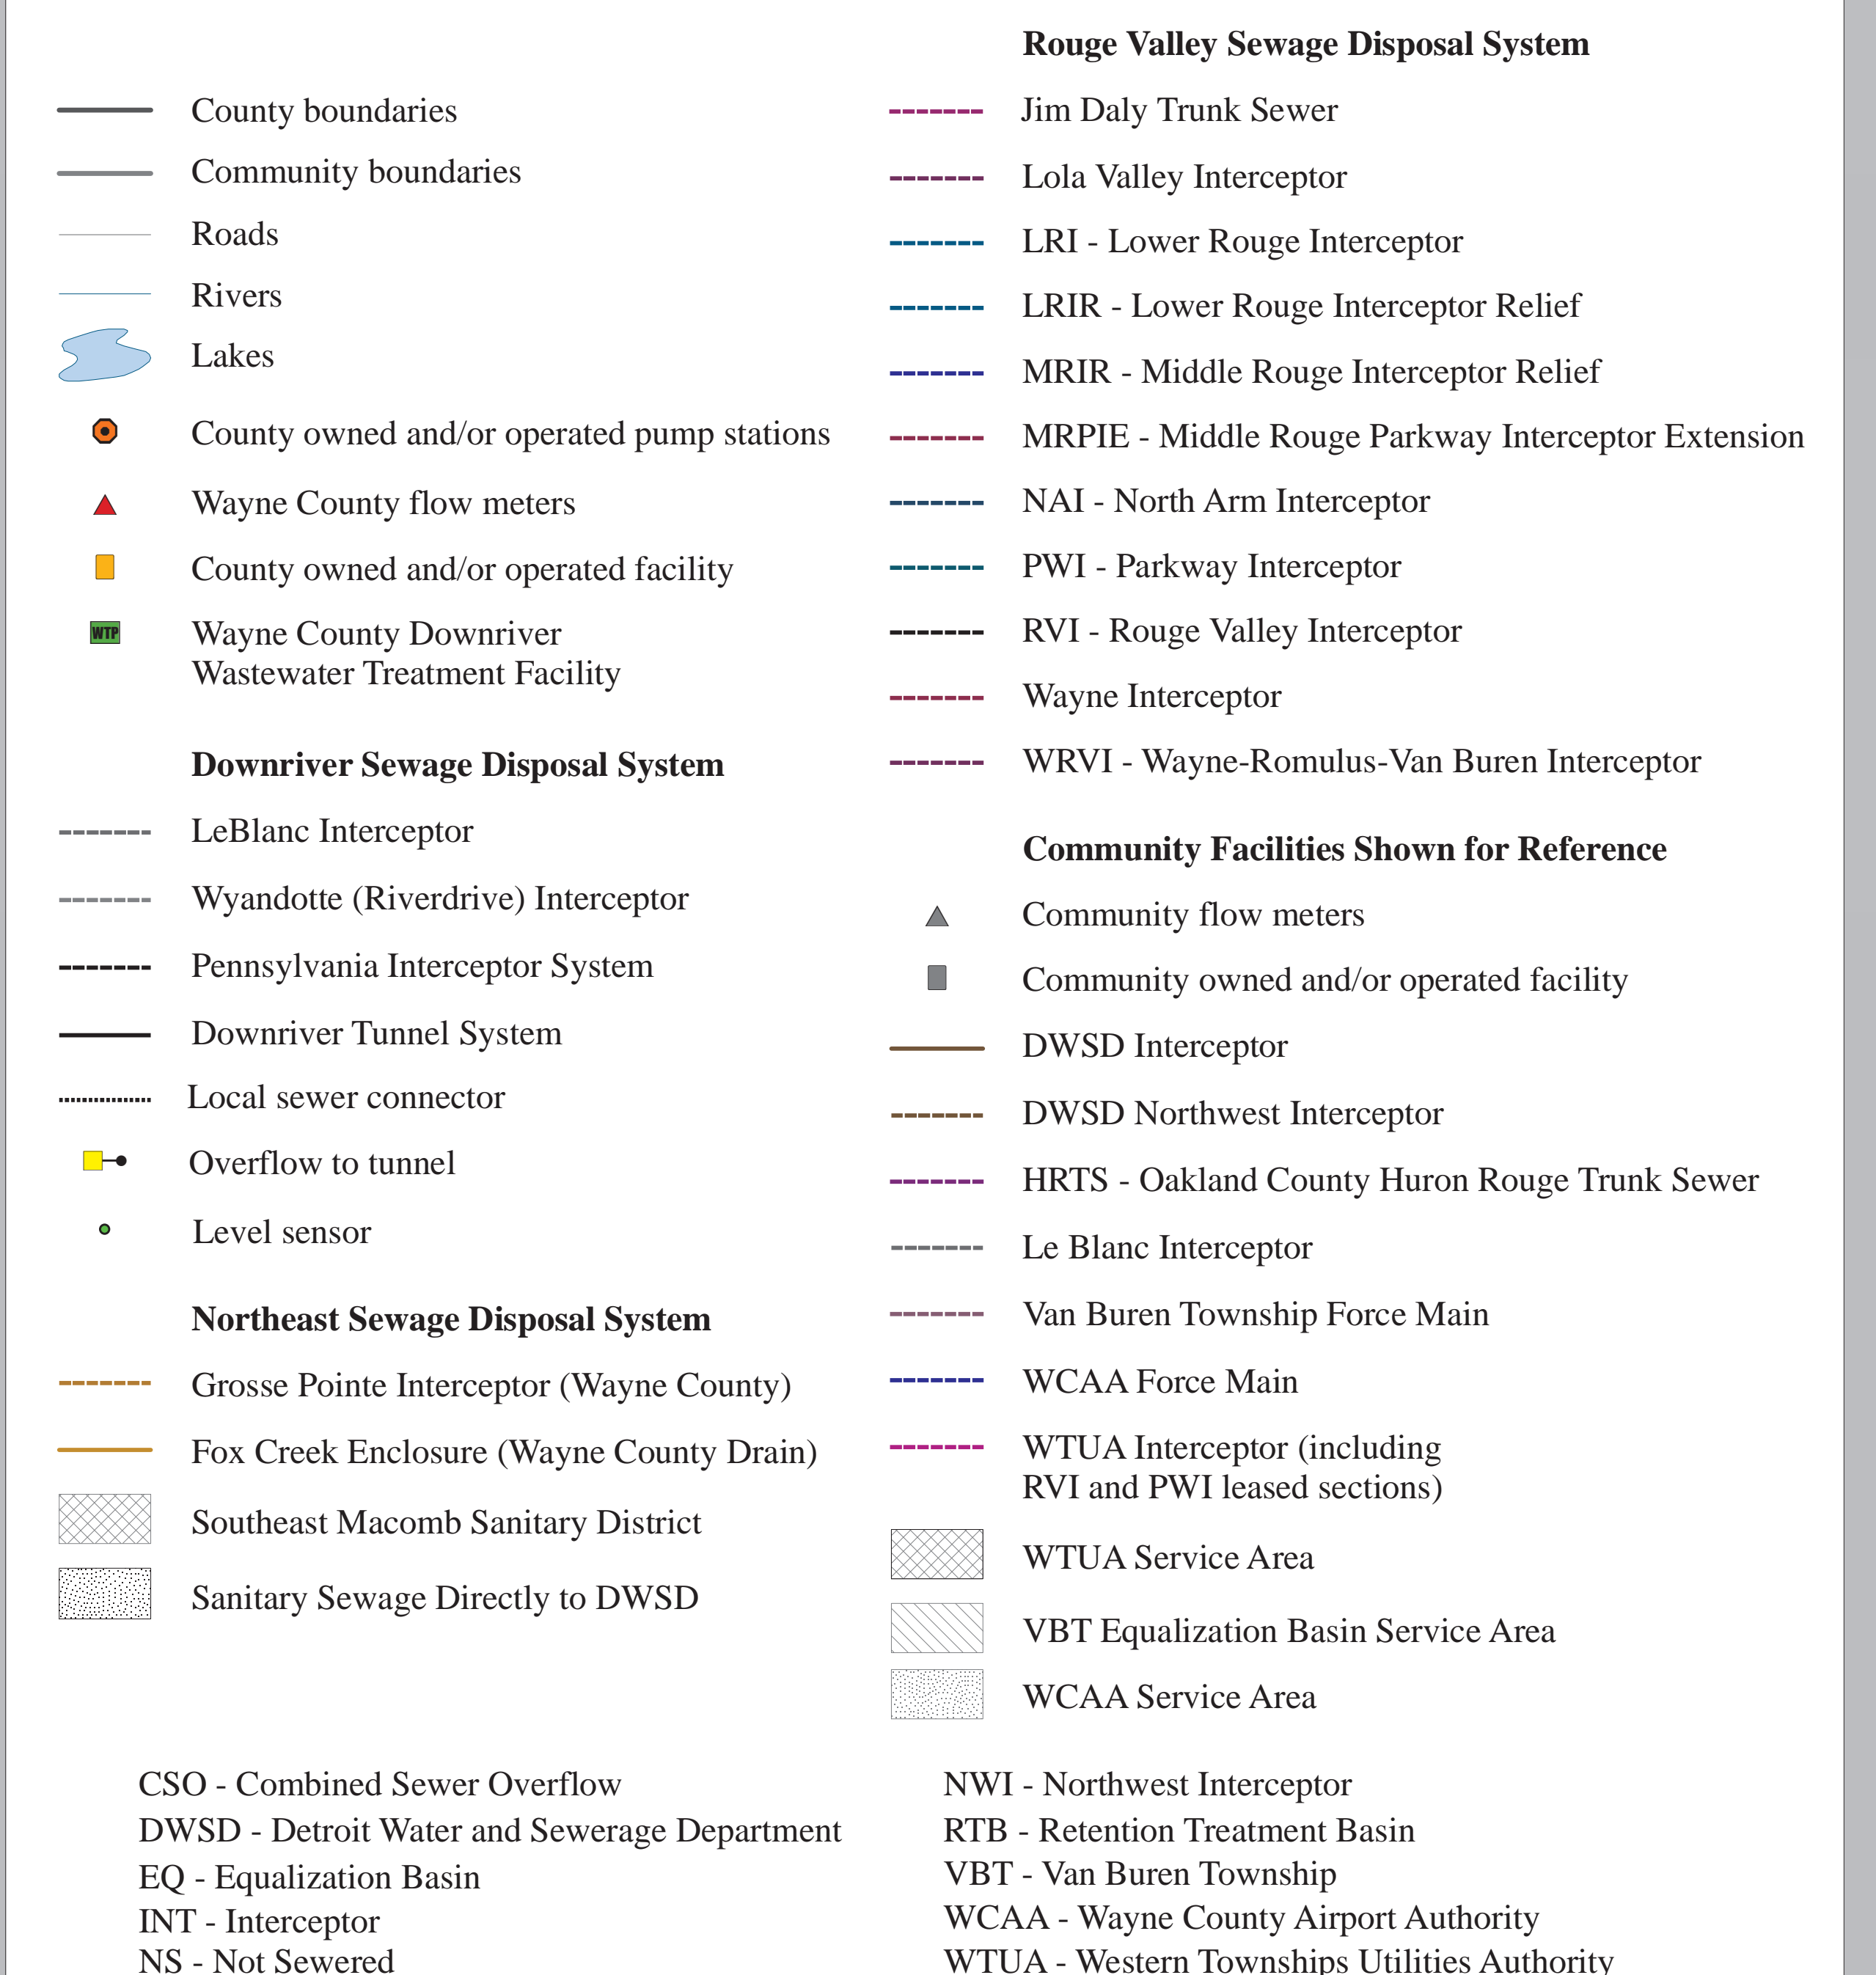 County boundaries
Community boundaries
Roads
Rivers
Lakes
County owned and/or operated pump stations
Wayne County flow meters
County owned and/or operated facility
WTP
Wayne County Downriver
Wastewater Treatment Facility
Downriver Sewage Disposal System
LeBlanc Interceptor
Wyandotte (Riverdrive) Interceptor
Pennsylvania Interceptor System
Downriver Tunnel System
Local sewer connector
Overflow to tunnel
Level sensor
Northeast Sewage Disposal System
Grosse Pointe Interceptor (Wayne County)
Fox Creek Enclosure (Wayne County Drain)
Southeast Macomb Sanitary District
Sanitary Sewage Directly to DWSD
Rouge Valley Sewage Disposal System
Jim Daly Trunk Sewer
Lola Valley Interceptor
LRI - Lower Rouge Interceptor
LRIR - Lower Rouge Interceptor Relief
MRIR - Middle Rouge Interceptor Relief
MRPIE - Middle Rouge Parkway Interceptor Extension
NAI - North Arm Interceptor
PWI - Parkway Interceptor
RVI - Rouge Valley Interceptor
Wayne Interceptor
WRVI - Wayne-Romulus-Van Buren Interceptor
Community Facilities Shown for Reference
Community flow meters
Community owned and/or operated facility
DWSD Interceptor
DWSD Northwest Interceptor
HRTS - Oakland County Huron Rouge Trunk Sewer
Le Blanc Interceptor
Van Buren Township Force Main
WCAA Force Main
WTUA Interceptor (including
RVI and PWI leased sections)
WTUA Service Area
VBT Equalization Basin Service Area
WCAA Service Area
CSO - Combined Sewer Overflow
DWSD - Detroit Water and Sewerage Department
EQ - Equalization Basin
INT - Interceptor
NS - Not Sewered
NWI - Northwest Interceptor
RTB - Retention Treatment Basin
VBT - Van Buren Township
WCAA - Wayne County Airport Authority
WTUA - Western Townships Utilities Authority